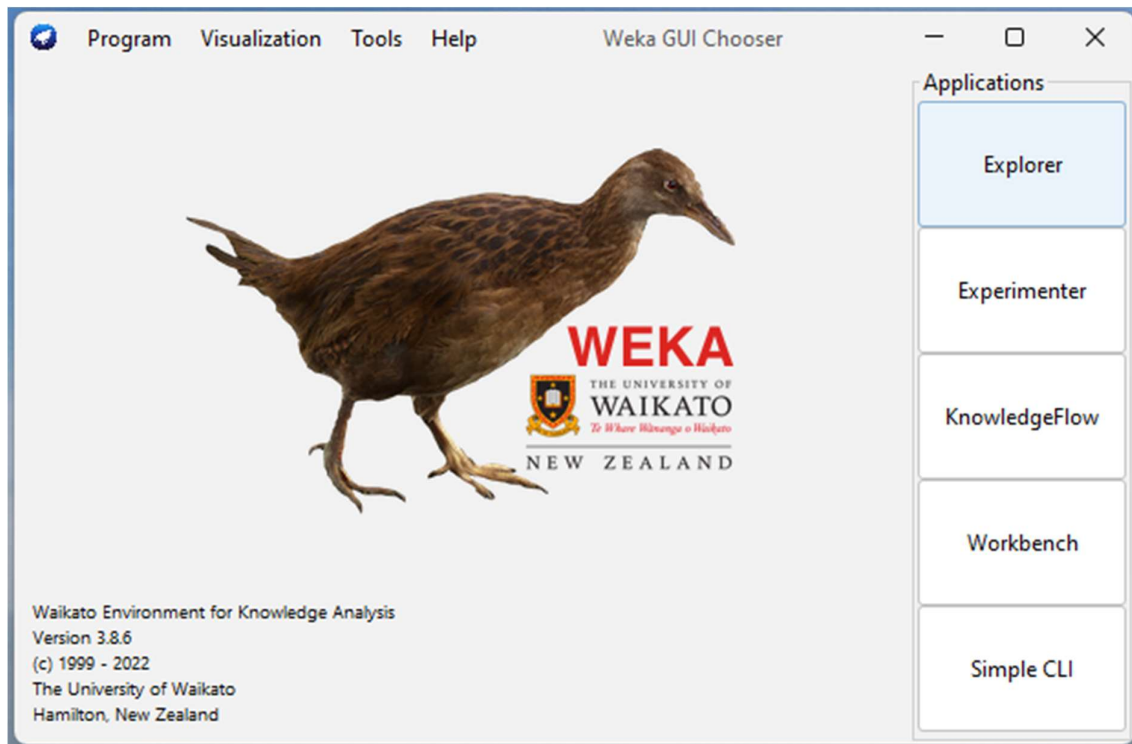 Program Visualization Tools Help Weka GUI Chooser
Applications
Explorer
Experimenter
KnowledgeFlow
Workbench
Simple CLI
WEKA
THE UNIVERSITY OF
WAIKATO
Te Whare Wānanga o Waikato
NEW ZEALAND
Waikato Environment for Knowledge Analysis
Version 3.8.6
(c) 1999 - 2022
The University of Waikato
Hamilton, New Zealand